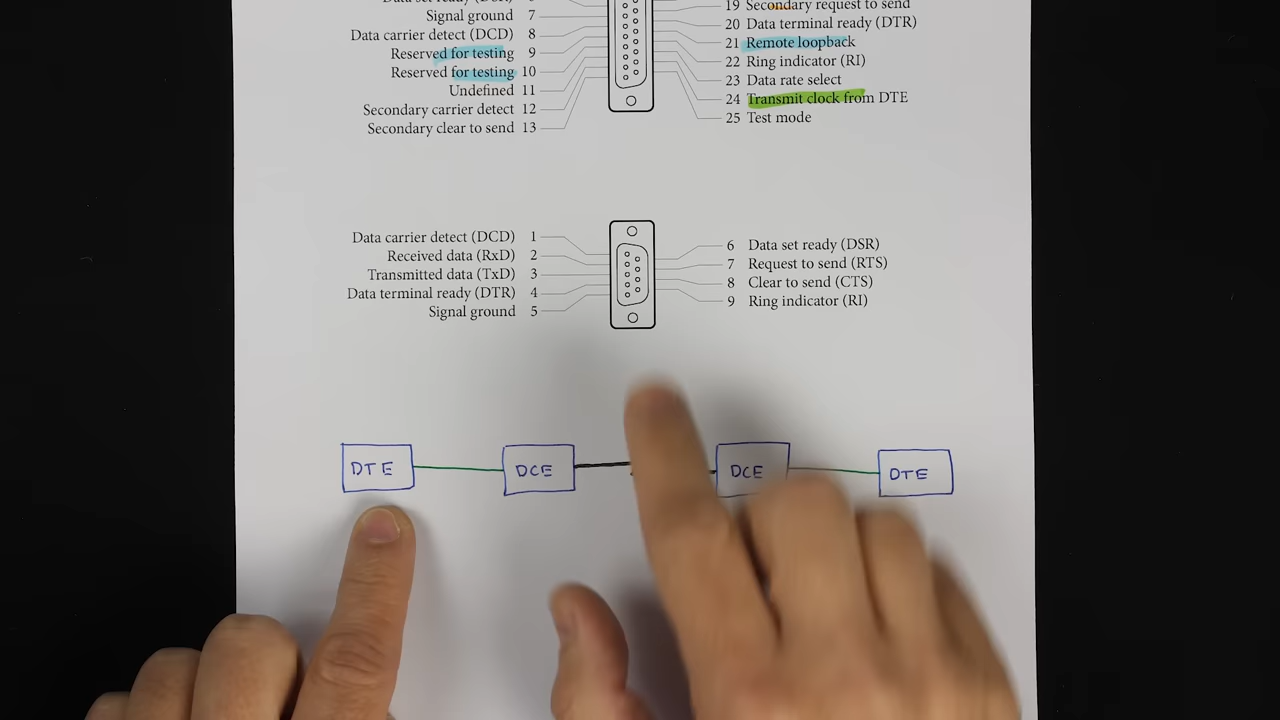 Signal ground 7
Data carrier detect (DCD) 8
Reserved for testing 9
Reserved for testing 10
Undefined 11
Secondary carrier detect 12
Secondary clear to send 13
19 Secondary request to send
20 Data terminal ready (DTR)
21 Remote loopback
22 Ring indicator (RI)
23 Data rate select
24 Transmit clock from DTE
25 Test mode
Data carrier detect (DCD) 1
Received data (RxD) 2
Transmitted data (TxD) 3
Data terminal ready (DTR) 4
Signal ground 5
6 Data set ready (DSR)
7 Request to send (RTS)
8 Clear to send (CTS)
9 Ring indicator (RI)
DTE
DCE
DCE
DTE